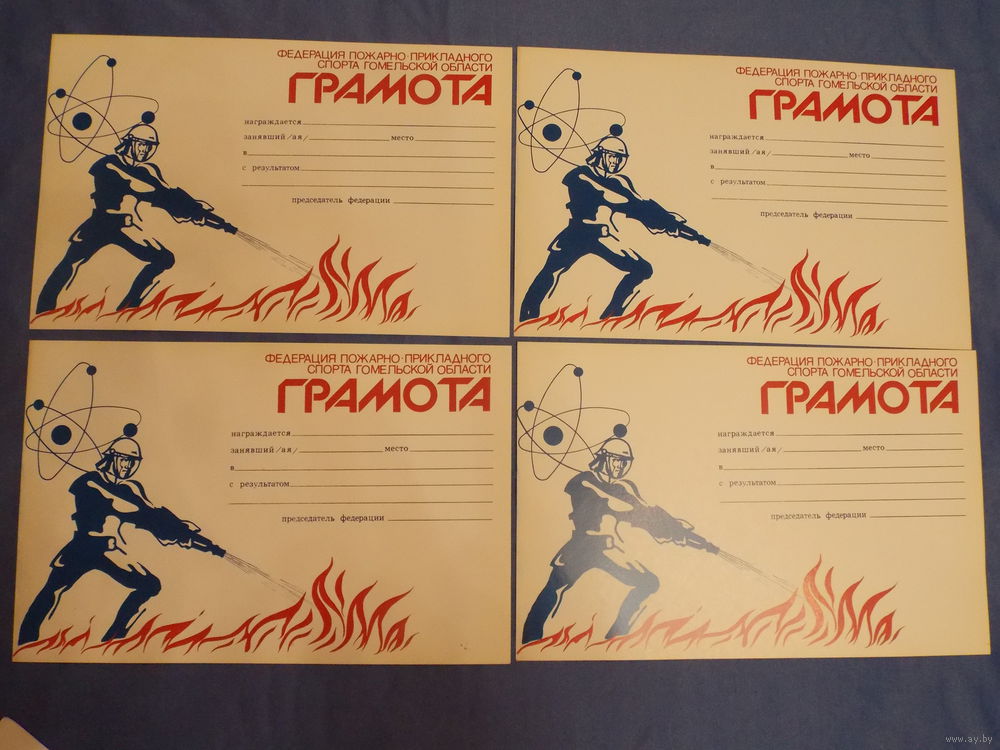 ФЕДЕРАЦИЯ ПОЖАРНО-ПРИКЛАДНОГО
СПОРТА ГОМЕЛЬСКОЙ ОБЛАСТИ
ГРАМОТА
награждается
занявший /ая/ место
в
с результатом
председатель федерации
ФЕДЕРАЦИЯ ПОЖАРНО-ПРИКЛАДНОГО
СПОРТА ГОМЕЛЬСКОЙ ОБЛАСТИ
ГРАМОТА
награждается
занявший /ая/ место
в
с результатом
председатель федерации
ФЕДЕРАЦИЯ ПОЖАРНО-ПРИКЛАДНОГО
СПОРТА ГОМЕЛЬСКОЙ ОБЛАСТИ
ГРАМОТА
награждается
занявший /ая/ место
в
с результатом
председатель федерации
ФЕДЕРАЦИЯ ПОЖАРНО-ПРИКЛАДНОГО
СПОРТА ГОМЕЛЬСКОЙ ОБЛАСТИ
ГРАМОТА
награждается
занявший /ая/ место
в
с результатом
председатель федерации
www.ay.by